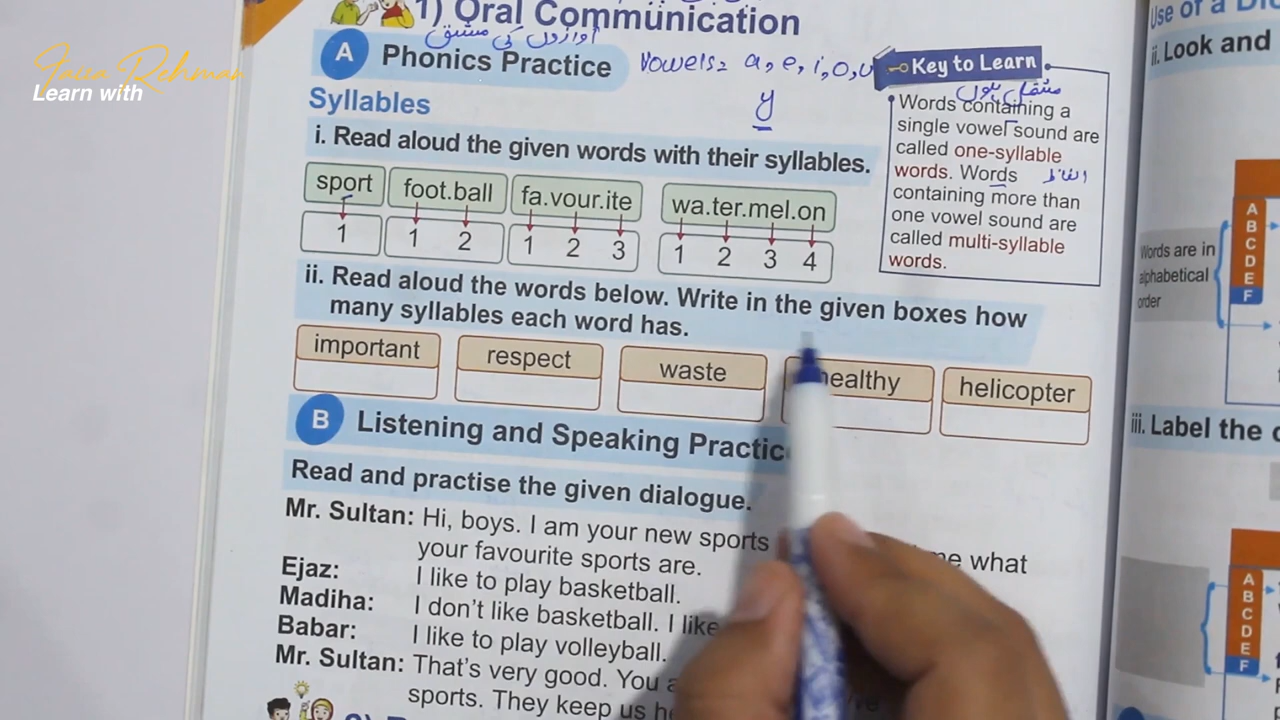 1) Oral Communication
آوازوں کی مشق
A Phonics Practice
Vowels = a, e, i, o, u
y
Syllables
i. Read aloud the given words with their syllables.
sport foot.ball fa.vour.ite wa.ter.mel.on
1 1 2 1 2 3 1 2 3 4
Key to Learn
Words containing a
single vowel sound are
called one-syllable
words. Words الفاظ
containing more than
one vowel sound are
called multi-syllable
words.
ii. Read aloud the words below. Write in the given boxes how
many syllables each word has.
important respect waste healthy helicopter
B Listening and Speaking Practice
Read and practise the given dialogue.
Mr. Sultan: Hi, boys. I am your new sports me what
your favourite sports are.
Ejaz: I like to play basketball.
Madiha: I don't like basketball. I like
Babar: I like to play volleyball.
Mr. Sultan: That's very good. You
sports. They keep us
Use of a
ii. Look and
A
B
C
D
E
F
Words are in
alphabetical
order
iii. Label the
A
B
C
D
E
F
Faiza Rehman
Learn with